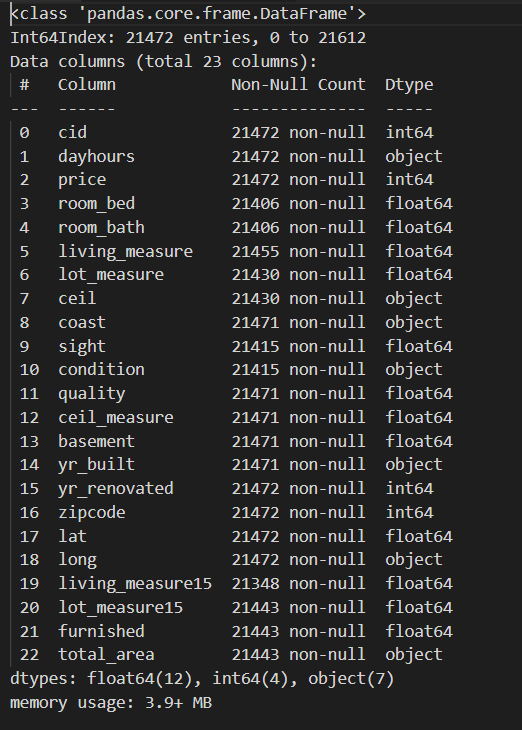 <class 'pandas.core.frame.DataFrame'>
Int64Index: 21472 entries, 0 to 21612
Data columns (total 23 columns):
 #   Column            Non-Null Count  Dtype
---  ------            --------------  -----
 0   cid               21472 non-null  int64
 1   dayhours          21472 non-null  object
 2   price             21472 non-null  int64
 3   room_bed          21406 non-null  float64
 4   room_bath         21406 non-null  float64
 5   living_measure    21455 non-null  float64
 6   lot_measure       21430 non-null  float64
 7   ceil              21430 non-null  object
 8   coast             21471 non-null  object
 9   sight             21415 non-null  float64
 10  condition         21415 non-null  object
 11  quality           21471 non-null  float64
 12  ceil_measure      21471 non-null  float64
 13  basement          21471 non-null  float64
 14  yr_built          21471 non-null  object
 15  yr_renovated      21472 non-null  int64
 16  zipcode           21472 non-null  int64
 17  lat               21472 non-null  float64
 18  long              21472 non-null  object
 19  living_measure15  21348 non-null  float64
 20  lot_measure15     21443 non-null  float64
 21  furnished         21443 non-null  float64
 22  total_area        21443 non-null  object
dtypes: float64(12), int64(4), object(7)
memory usage: 3.9+ MB